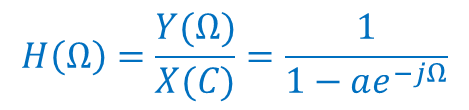 H(Ω) = Y(Ω)/X(C) = 1/(1 − ae^{−jΩ})